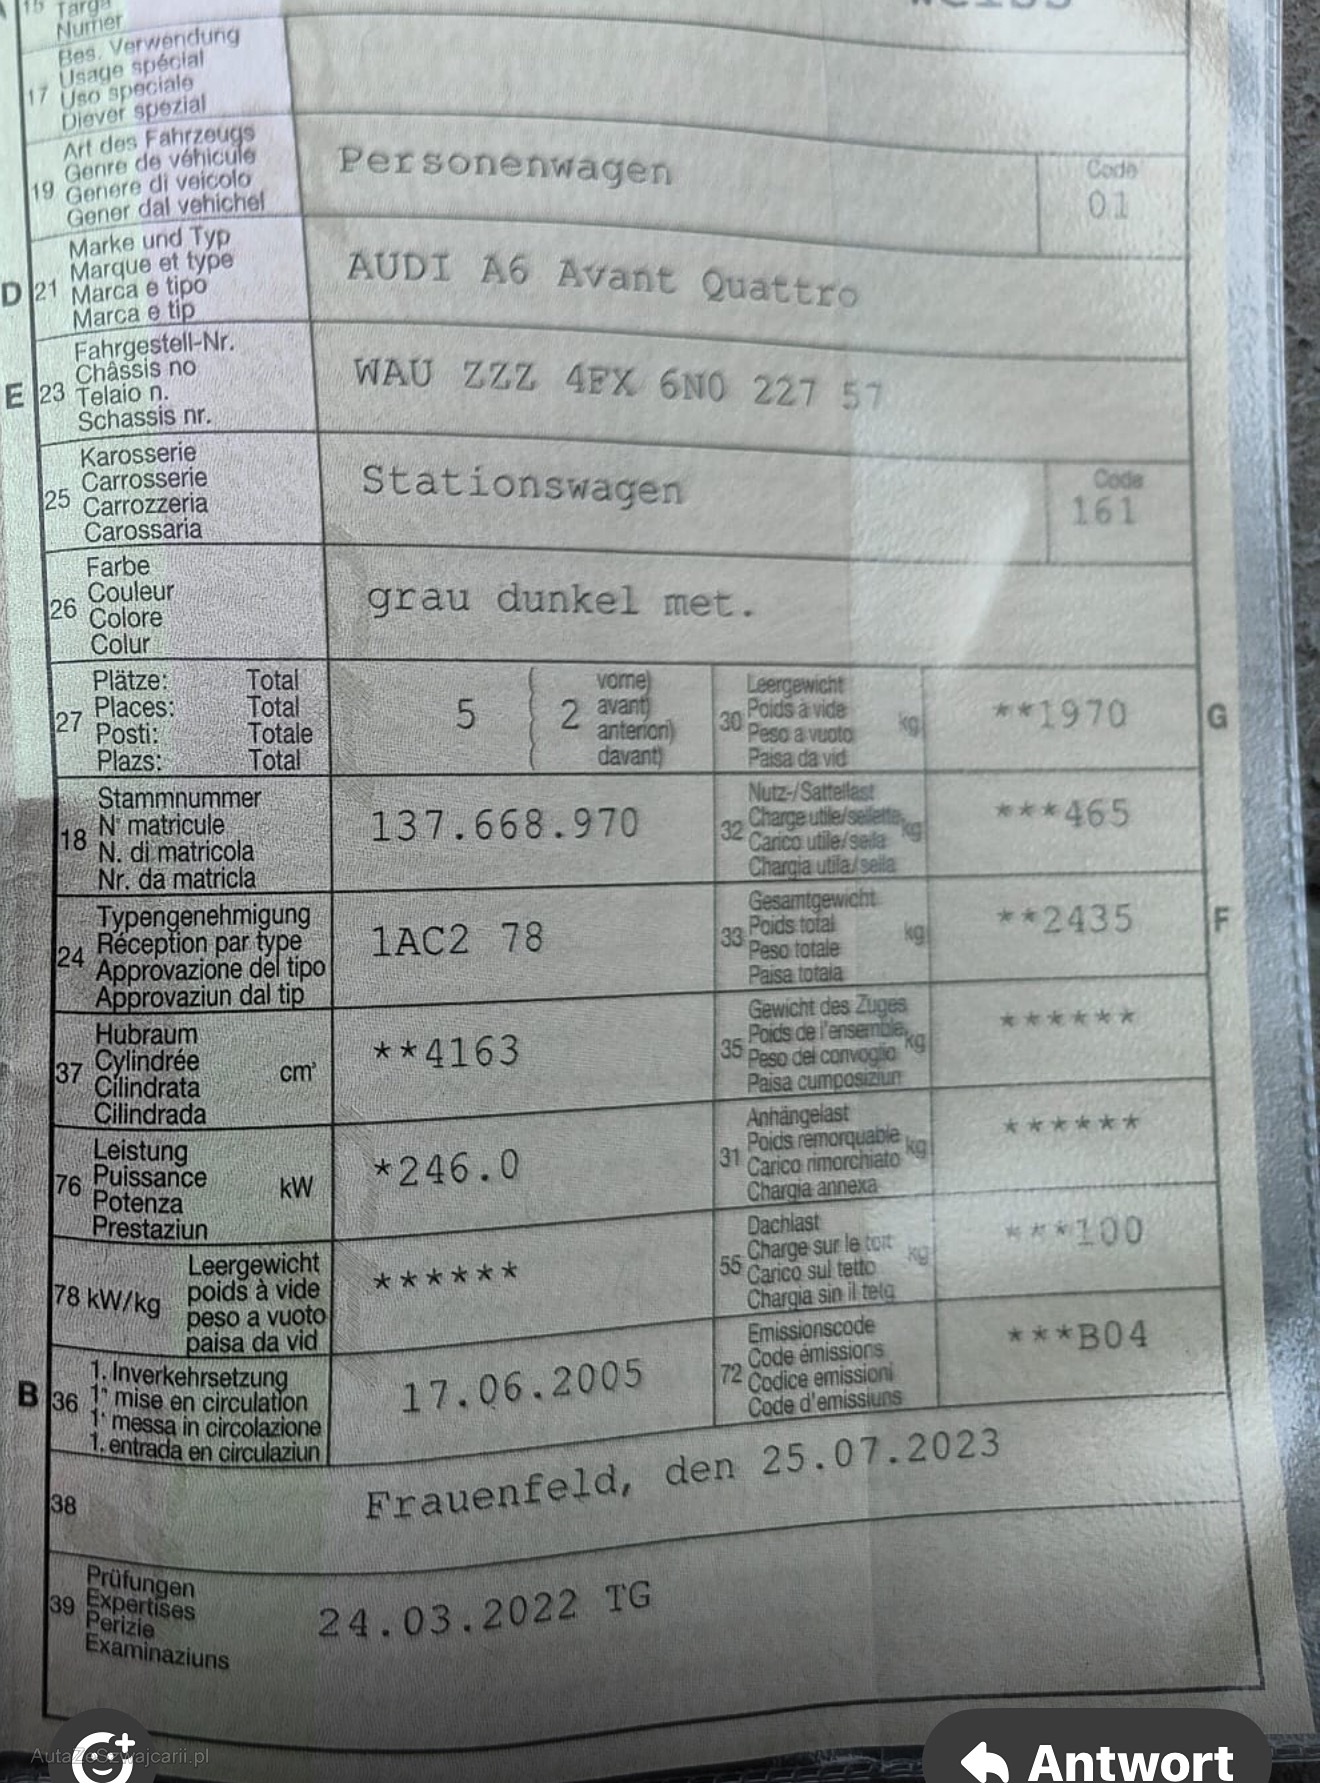 15 Targa
Numer
weiss
17 Bes. Verwendung
Usage spécial
Uso speciale
Diever spezial
19 Art des Fahrzeugs
Genre de véhicule
Genere di veicolo
Gener dal vehichel
Personenwagen
Code
01
D 21 Marke und Typ
Marque et type
Marca e tipo
Marca e tip
AUDI A6 Avant Quattro
E 23 Fahrgestell-Nr.
Châssis no
Telaio n.
Schassis nr.
WAU ZZZ 4FX 6N0 227 57
25 Karosserie
Carrosserie
Carrozzeria
Carossaria
Stationswagen
Code
161
26 Farbe
Couleur
Colore
Colur
grau dunkel met.
27 Plätze: Total
Places: Total
Posti: Totale
Plazs: Total
5 ( 2 vorne)
avant)
anteriori)
davant)
30 Leergewicht
Poids à vide kg
Peso a vuoto
Paisa da vid
**1970 G
18 Stammnummer
N° matricule
N. di matricola
Nr. da matricla
137.668.970
32 Nutz-/Sattellast
Charge utile/sellette kg
Carico utile/sella
Chargia utila/sella
***465
24 Typengenehmigung
Réception par type
Approvazione del tipo
Approvaziun dal tip
1AC2 78
33 Gesamtgewicht
Poids total kg
Peso totale
Paisa totala
**2435 F
37 Hubraum
Cylindrée cm³
Cilindrata
Cilindrada
**4163
35 Gewicht des Zuges
Poids de l'ensemble kg
Peso del convoglio
Paisa cumposiziun
******
76 Leistung
Puissance kW
Potenza
Prestaziun
*246.0
31 Anhängelast
Poids remorquable kg
Carico rimorchiato
Chargia annexa
******
78 kW/kg Leergewicht
poids à vide
peso a vuoto
paisa da vid
******
55 Dachlast
Charge sur le toit kg
Carico sul tetto
Chargia sin il tetg
***100
B 36 1. Inverkehrsetzung
1° mise en circulation
1° messa in circolazione
1. entrada en circulaziun
17.06.2005
72 Emissionscode
Code émissions
Codice emissioni
Code d'emissiuns
***B04
38 Frauenfeld, den 25.07.2023
39 Prüfungen
Expertises
Perizie
Examinaziuns
24.03.2022 TG
AutaZeSzwajcarii.pl
Antwort